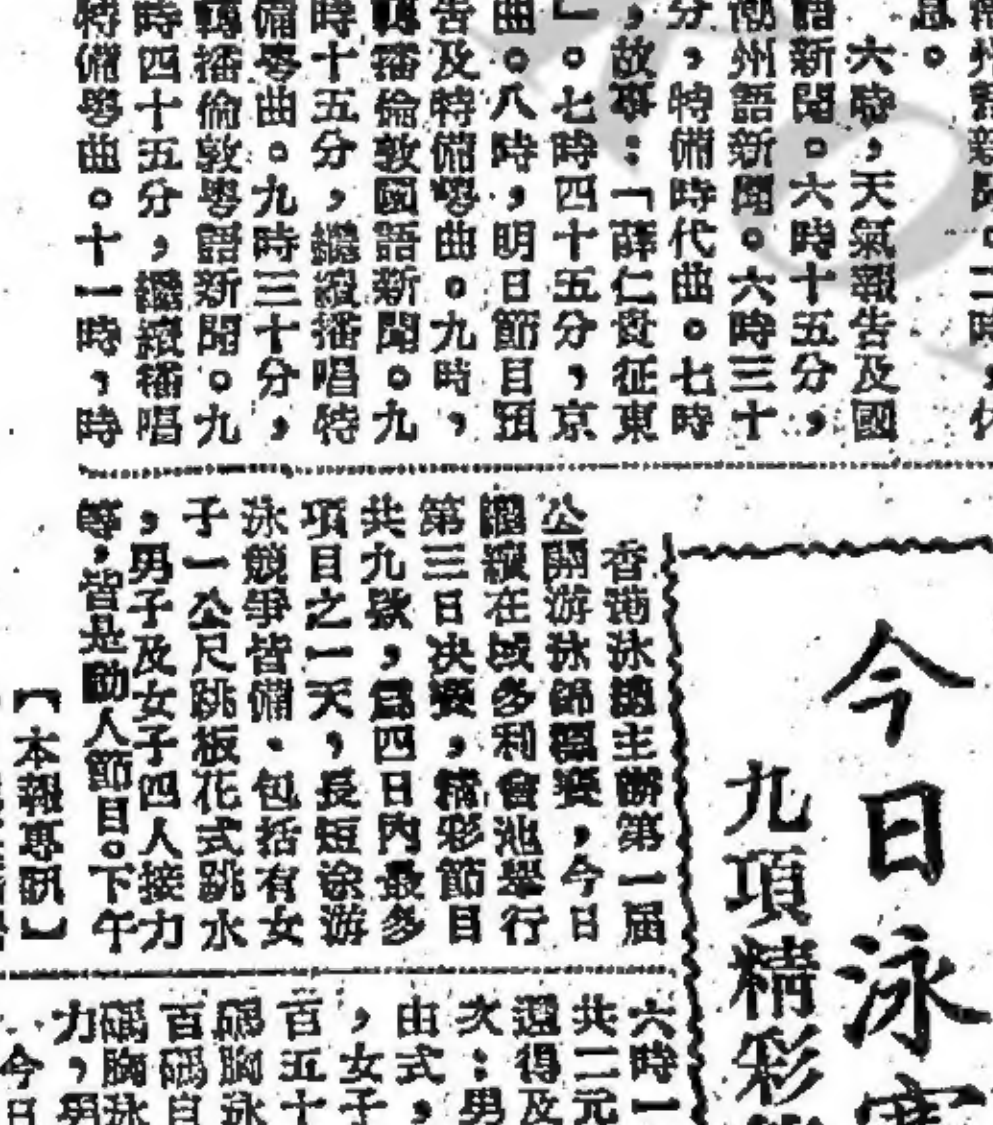 息。
六時，天氣報告及國
語新聞。六時十五分，
潮州語新聞。六時三十
分，特備時代曲。七時
，故事：「薛仁貴征東
」。七時四十五分，京
曲。八時，明日節目預
告及特備粵曲。九時，
轉播倫敦國語新聞。九
時十五分，繼續播唱特
備粵曲。九時三十分，
轉播倫敦粵語新聞。九
時四十五分，繼續播唱
特備粵曲。十一時，時
今日泳賽
九項精彩
香港泳總主辦第一屆
公開游泳錦標賽，今日
繼續在域多利會池舉行
第三日決賽，精彩節目
共九欵，爲四日內最多
項目之一天，長短途游
泳競爭皆備，包括有女
子一公尺跳板花式跳水
，男子及女子四人接力
等，皆是動人節目。下午
【本報專訊】
六時一
共二元
還得及
次：男
由式，
，女子
百五十
碼胸泳
百碼自
碼胸泳
力，男
今日